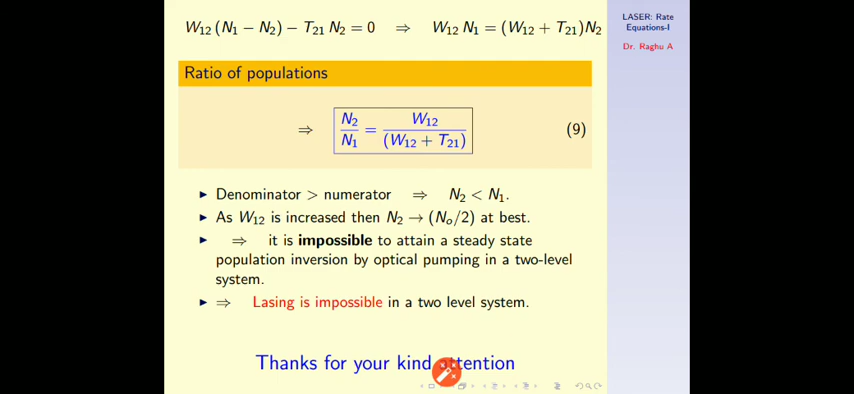 W₁₂ (N₁ − N₂) − T₂₁ N₂ = 0 ⇒ W₁₂ N₁ = (W₁₂ + T₂₁)N₂
LASER: Rate
Equations-I
Dr. Raghu A
Ratio of populations
⇒ N₂/N₁ = W₁₂/(W₁₂ + T₂₁) (9)
▶ Denominator > numerator ⇒ N₂ < N₁.
▶ As W₁₂ is increased then N₂ → (Nₒ/2) at best.
▶ ⇒ it is impossible to attain a steady state
population inversion by optical pumping in a two-level
system.
▶ ⇒ Lasing is impossible in a two level system.
Thanks for your kind attention